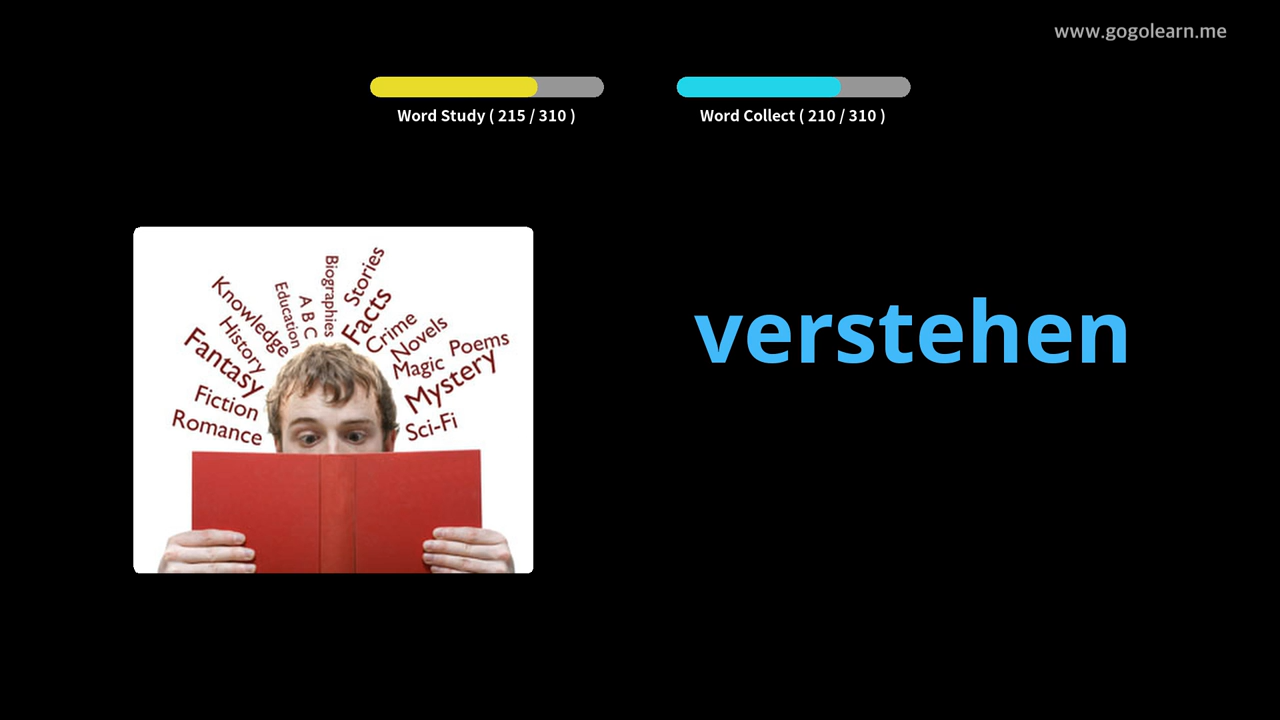 www.gogolearn.me
Word Study ( 215 / 310 )
Word Collect ( 210 / 310 )
Knowledge
Education
A B C
Biographies
Stories
Facts
Crime
Novels
Poems
Magic
Mystery
Sci-Fi
History
Fantasy
Fiction
Romance
verstehen